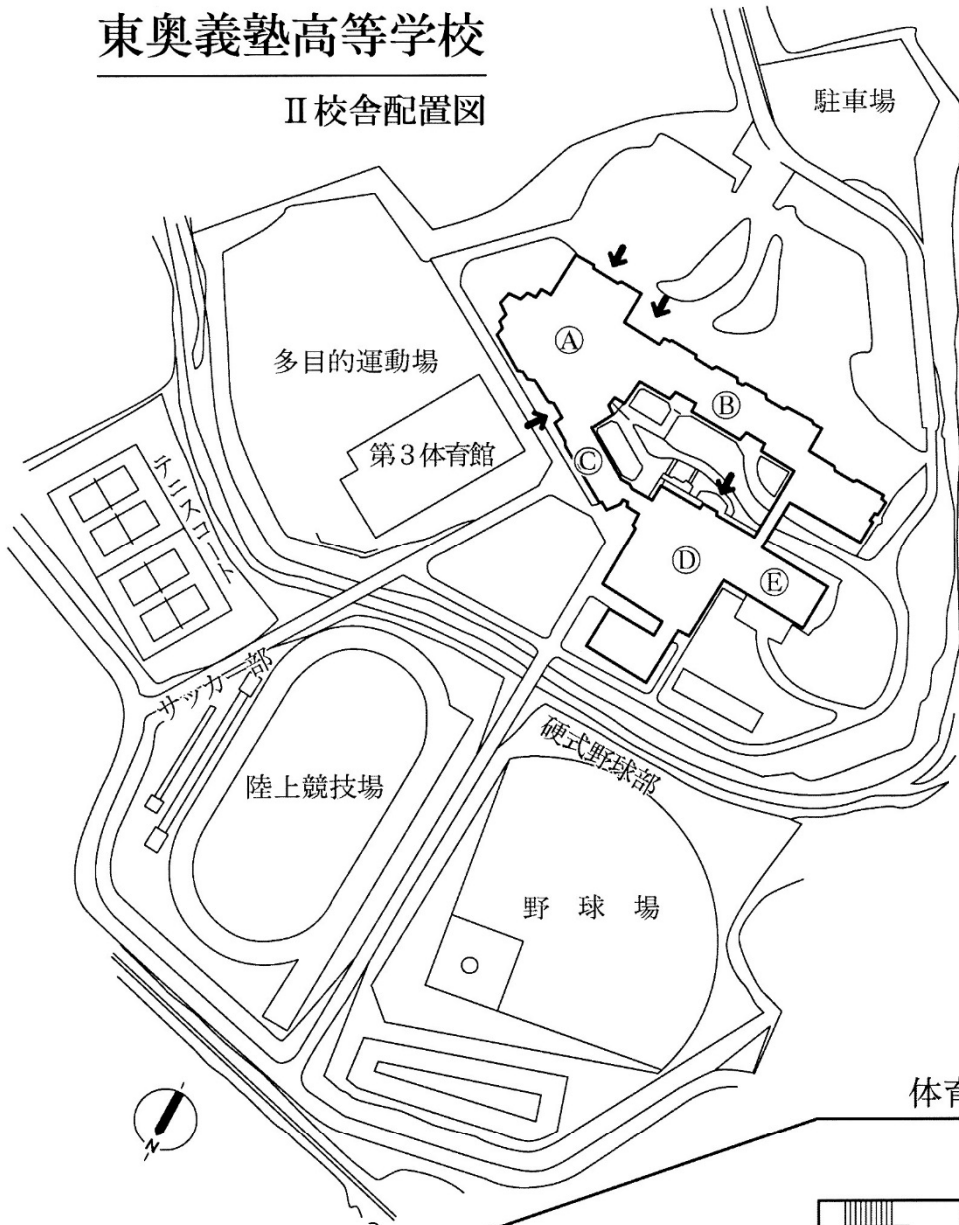 東奥義塾高等学校
Ⅱ校舎配置図
駐車場
多目的運動場
第3体育館
テニスコート
Ⓐ
Ⓑ
Ⓒ
Ⓓ
Ⓔ
サッカー部
陸上競技場
硬式野球部
野球場
N
体育